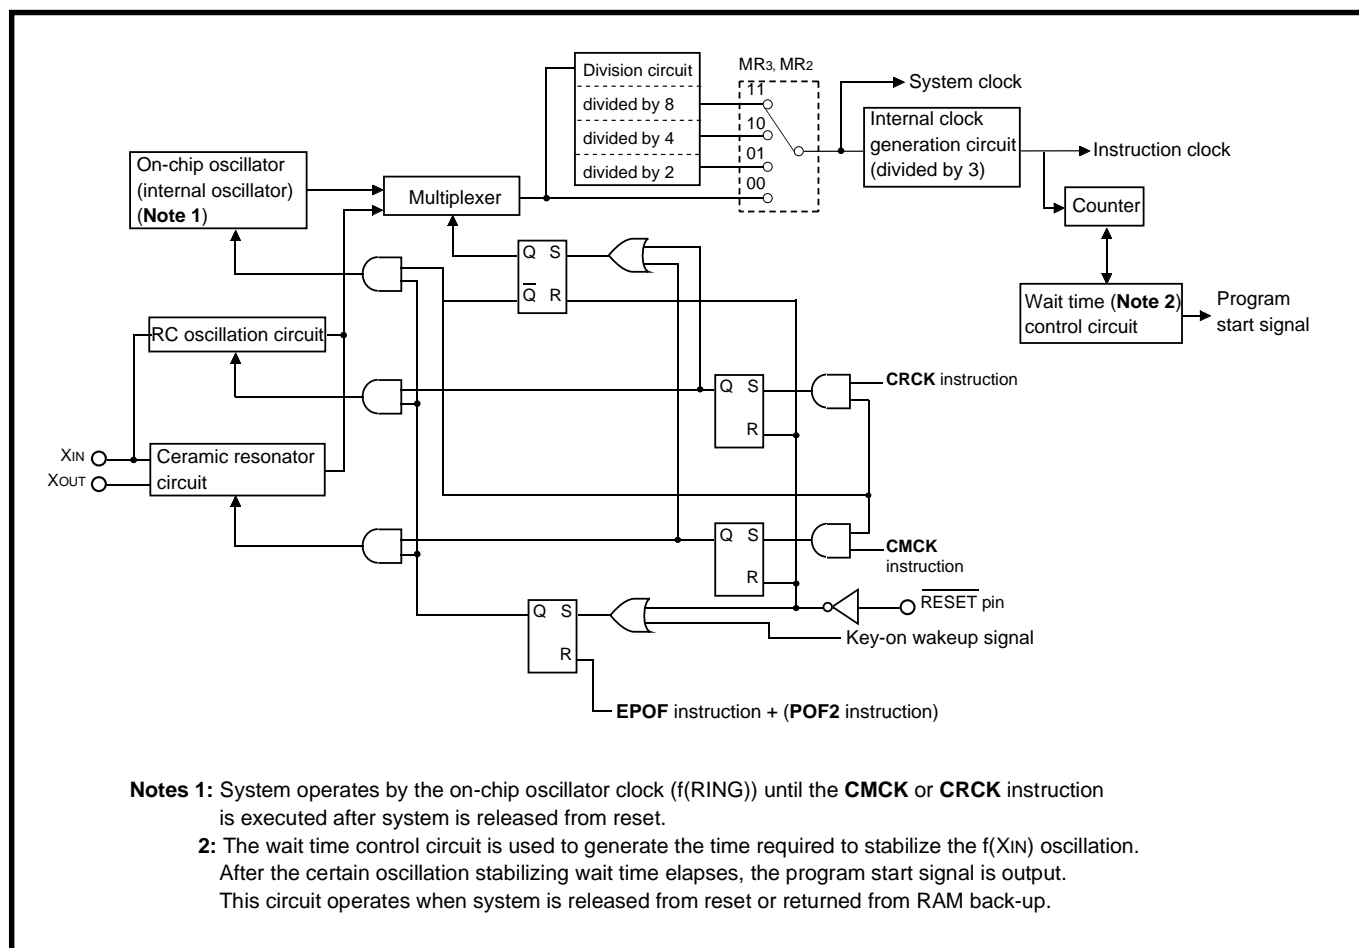 Division circuit
divided by 8
divided by 4
divided by 2
MR3, MR2
11
10
01
00
System clock
Internal clock
generation circuit
(divided by 3)
Instruction clock
Counter
Wait time (Note 2)
control circuit
Program
start signal
On-chip oscillator
(internal oscillator)
(Note 1)
Multiplexer
Q S
Q R
RC oscillation circuit
Q S
R
CRCK instruction
XIN
XOUT
Ceramic resonator
circuit
Q S
R
CMCK
instruction
RESET pin
Q S
R
Key-on wakeup signal
EPOF instruction + (POF2 instruction)
Notes 1: System operates by the on-chip oscillator clock (f(RING)) until the CMCK or CRCK instruction
is executed after system is released from reset.
2: The wait time control circuit is used to generate the time required to stabilize the f(XIN) oscillation.
After the certain oscillation stabilizing wait time elapses, the program start signal is output.
This circuit operates when system is released from reset or returned from RAM back-up.